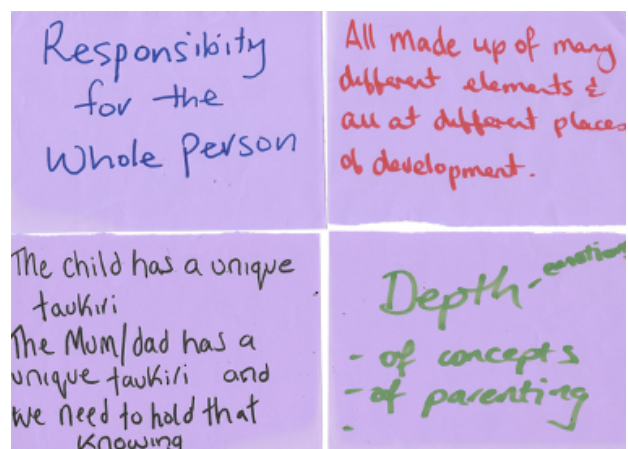 Responsibity
for the
Whole Person
All made up of many
different elements &
all at different places
of development.
The child has a unique
taukiri
The Mum/dad has a
unique taukiri and
we need to hold that
knowing
Depth - emotions
- of concepts
- of parenting
-